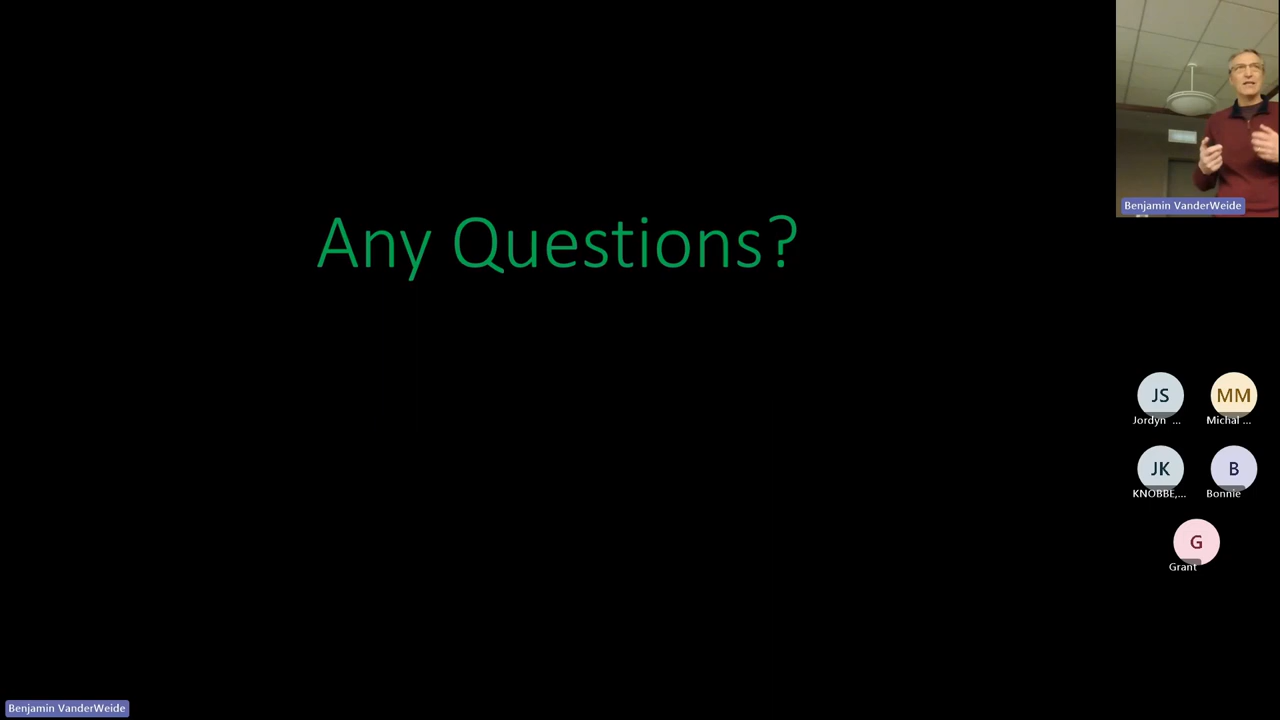 Any Questions?
Benjamin VanderWeide
JS
MM
Jordyn ...
Michal ...
JK
B
KNOBBE,...
Bonnie
G
Grant
Benjamin VanderWeide